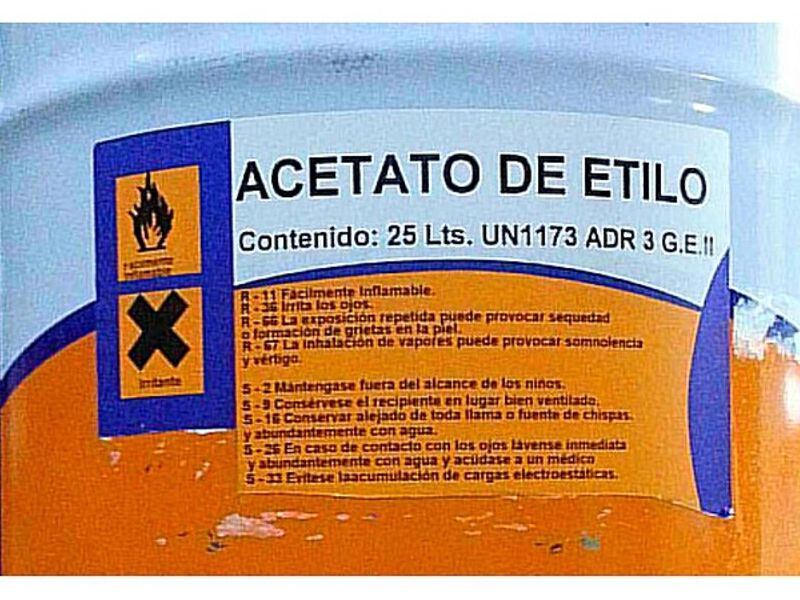 ACETATO DE ETILO
Contenido: 25 Lts. UN1173 ADR 3 G.E.II
Fácilmente
Inflamable
Irritante
R - 11 Fácilmente Inflamable.
R - 36 Irrita los ojos.
R - 66 La exposición repetida puede provocar sequedad
o formación de grietas en la piel.
R - 67 La inhalación de vapores puede provocar somnolencia
y vértigo.
S - 2 Mánténgase fuera del alcance de los niños.
S - 9 Consérvese el recipiente en lugar bien ventilado.
S - 16 Conservar alejado de toda llama o fuente de chispas.
y abundantemente con agua.
S - 26 En caso de contacto con los ojos lávense inmediata
y abundantemente con agua y acúdase a un médico
S - 33 Evítese laacumulación de cargas electroestáticas.